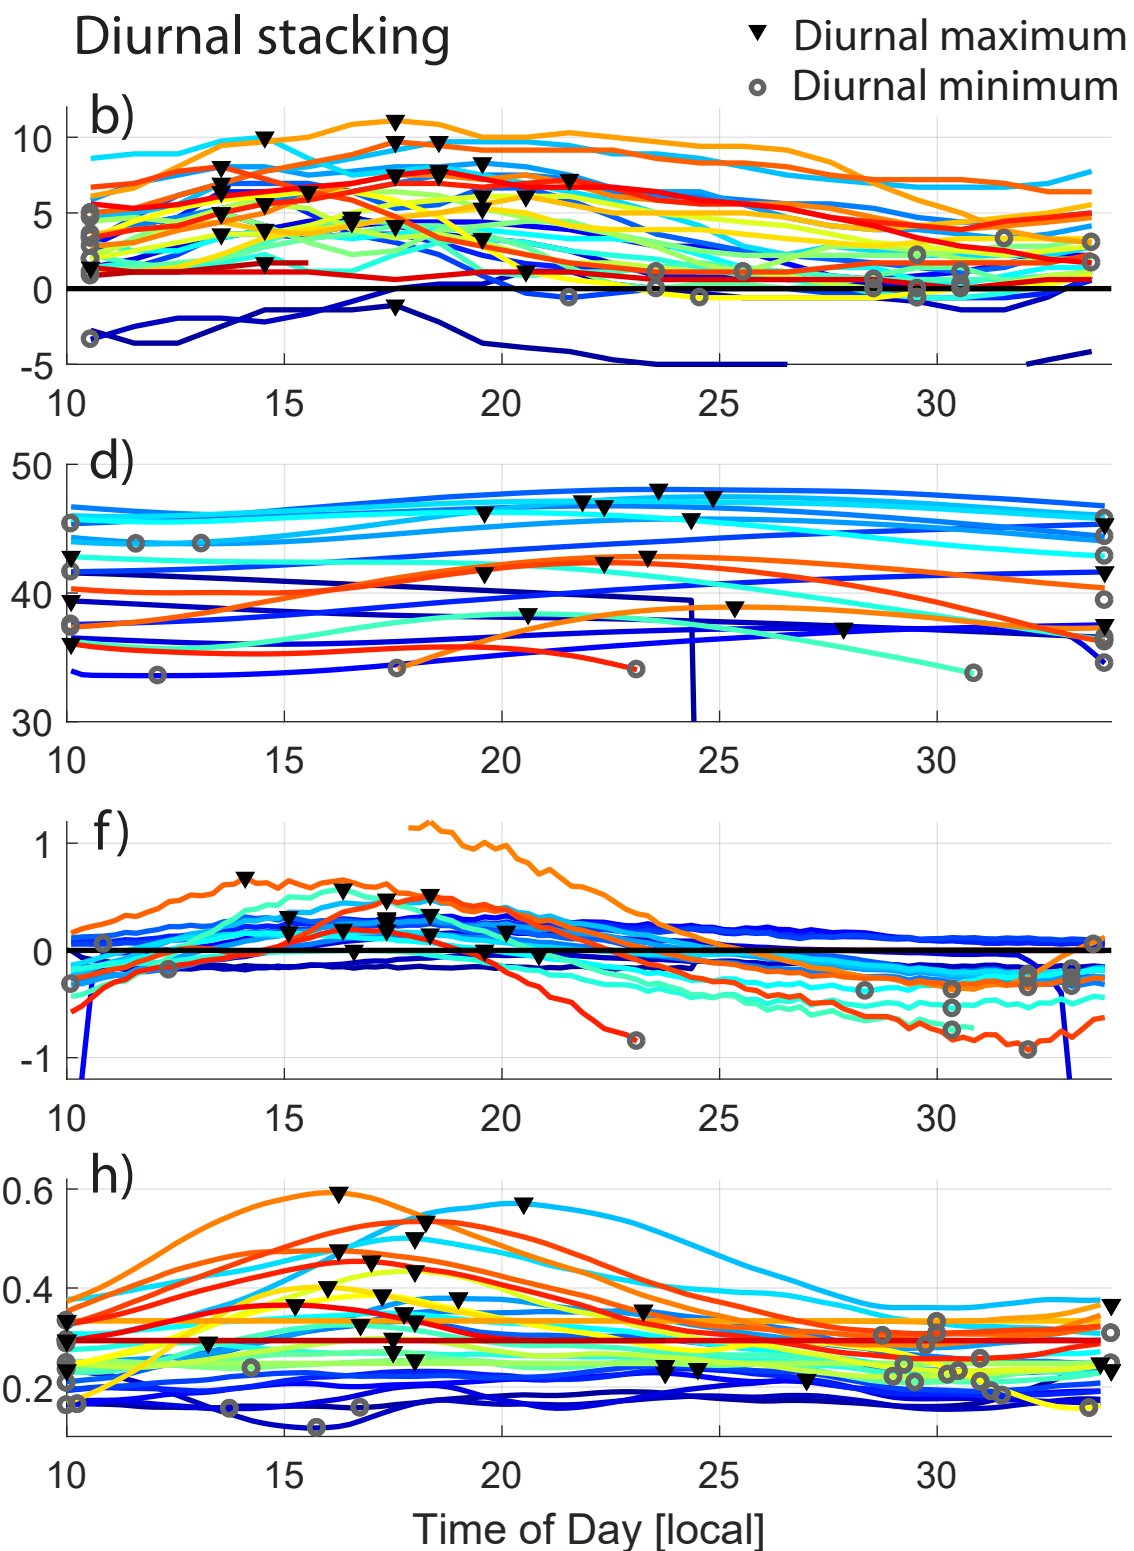 Diurnal stacking
Diurnal maximum
Diurnal minimum
b)
10
5
0
-5
10 15 20 25 30
d)
50
40
30
10 15 20 25 30
f)
1
0
-1
10 15 20 25 30
h)
0.6
0.4
0.2
10 15 20 25 30
Time of Day [local]